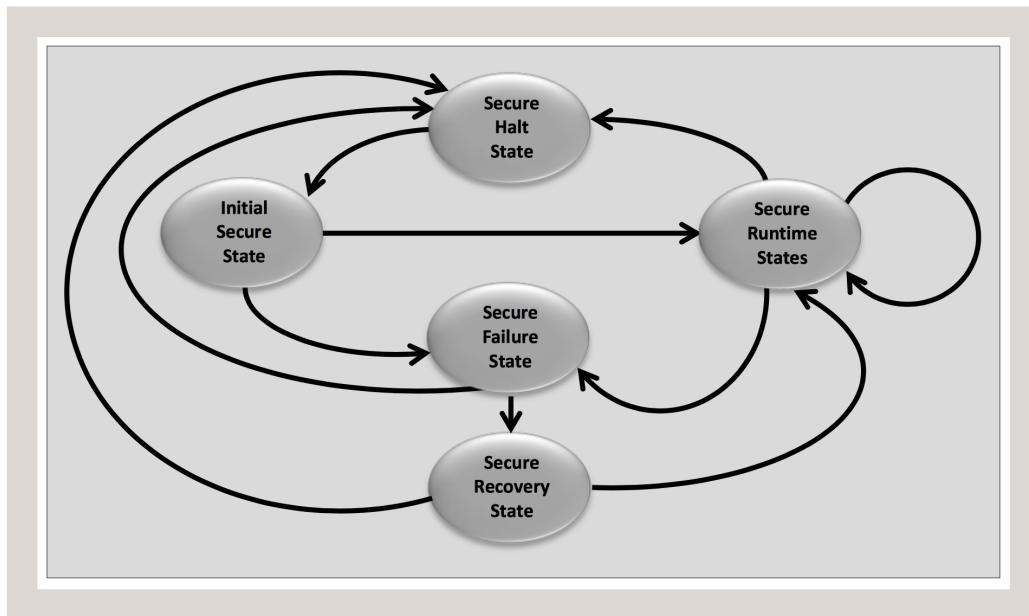 Secure
Halt
State
Initial
Secure
State
Secure
Runtime
States
Secure
Failure
State
Secure
Recovery
State